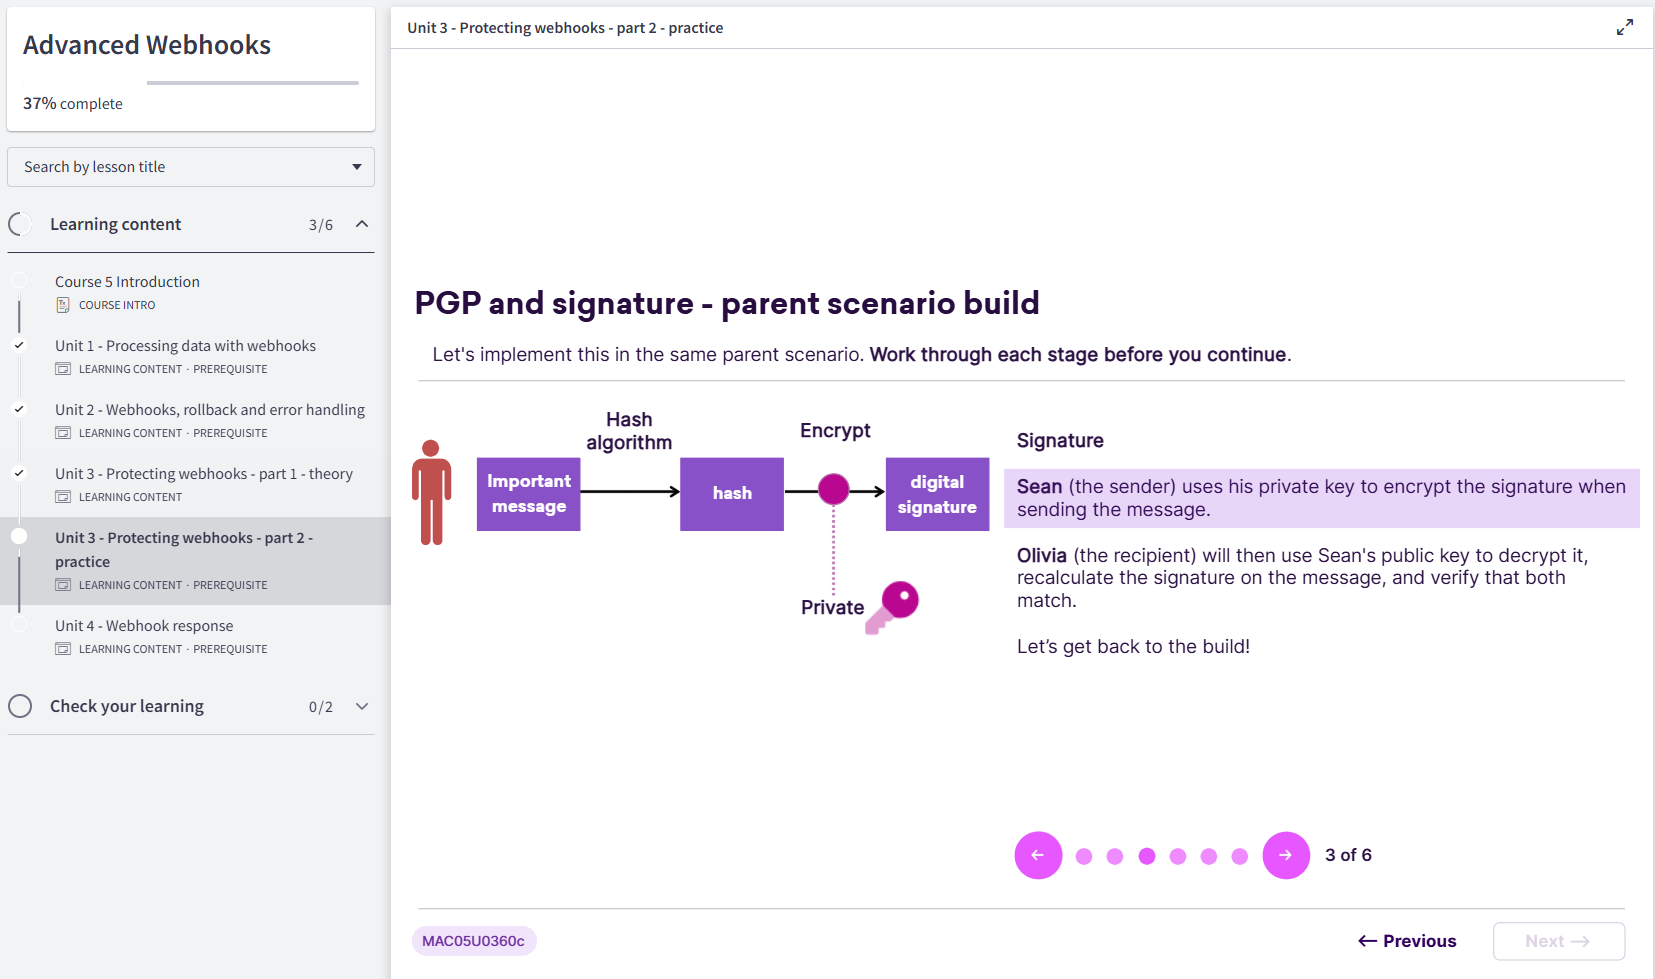 Advanced Webhooks
37% complete
Search by lesson title
Learning content
3/6
Course 5 Introduction
COURSE INTRO
Unit 1 - Processing data with webhooks
LEARNING CONTENT · PREREQUISITE
Unit 2 - Webhooks, rollback and error handling
LEARNING CONTENT · PREREQUISITE
Unit 3 - Protecting webhooks - part 1 - theory
LEARNING CONTENT
Unit 3 - Protecting webhooks - part 2 -
practice
LEARNING CONTENT · PREREQUISITE
Unit 4 - Webhook response
LEARNING CONTENT · PREREQUISITE
Check your learning
0/2
Unit 3 - Protecting webhooks - part 2 - practice
PGP and signature - parent scenario build
Let's implement this in the same parent scenario. Work through each stage before you continue.
Important
message
Hash
algorithm
hash
Encrypt
digital
signature
Private
Signature
Sean (the sender) uses his private key to encrypt the signature when
sending the message.
Olivia (the recipient) will then use Sean's public key to decrypt it,
recalculate the signature on the message, and verify that both
match.
Let’s get back to the build!
3 of 6
MAC05U0360c
← Previous
Next →